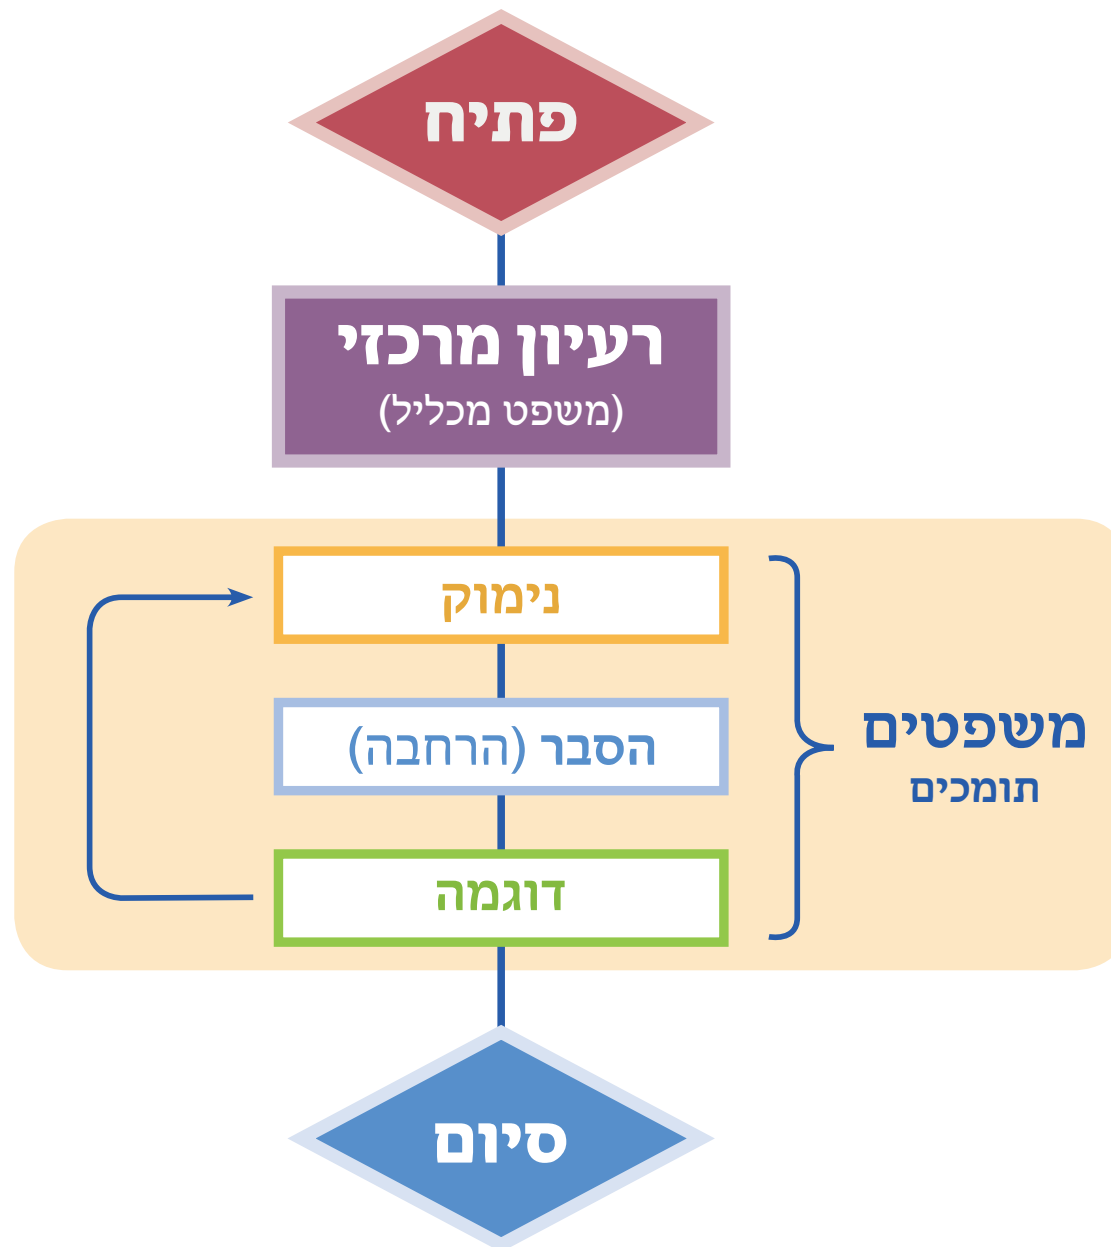 פתיח
רעיון מרכזי
(משפט מכליל)
נימוק
הסבר (הרחבה)
דוגמה
משפטים
תומכים
סיום